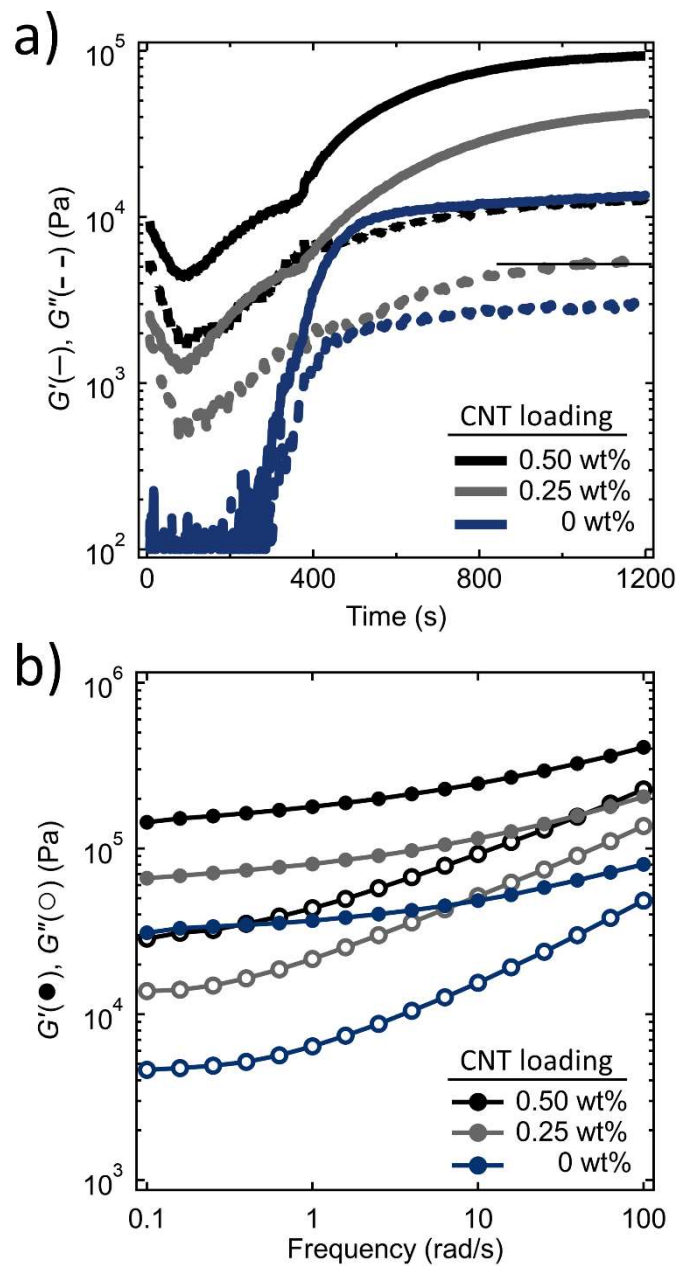 a)
10⁵
10⁴
10³
10²
G′(—), G″(- -) (Pa)
CNT loading
0.50 wt%
0.25 wt%
0 wt%
0 400 800 1200
Time (s)
b)
10⁶
10⁵
10⁴
10³
G′(●), G″(○) (Pa)
CNT loading
0.50 wt%
0.25 wt%
0 wt%
0.1 1 10 100
Frequency (rad/s)